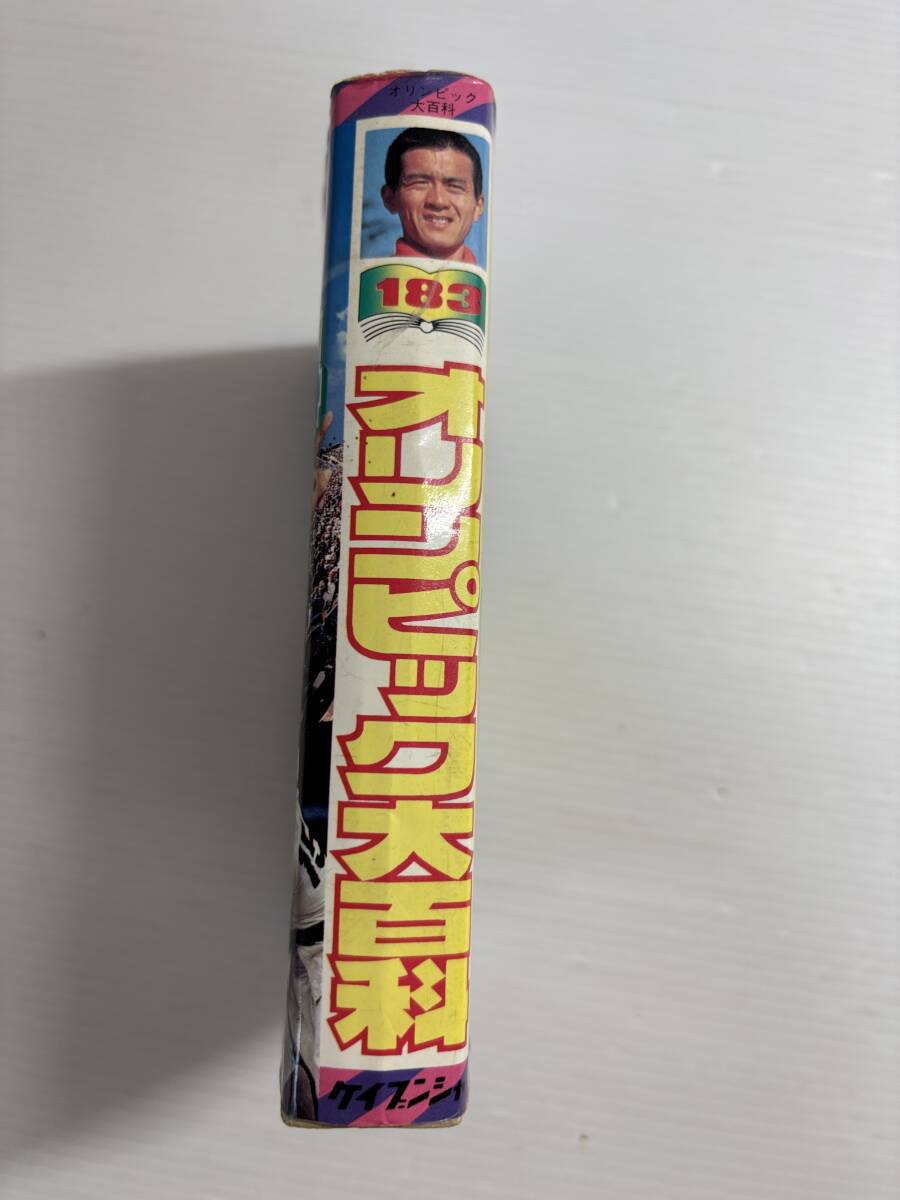 オリンピック
大百科
183
オリンピック大百科
ケイブンシャ